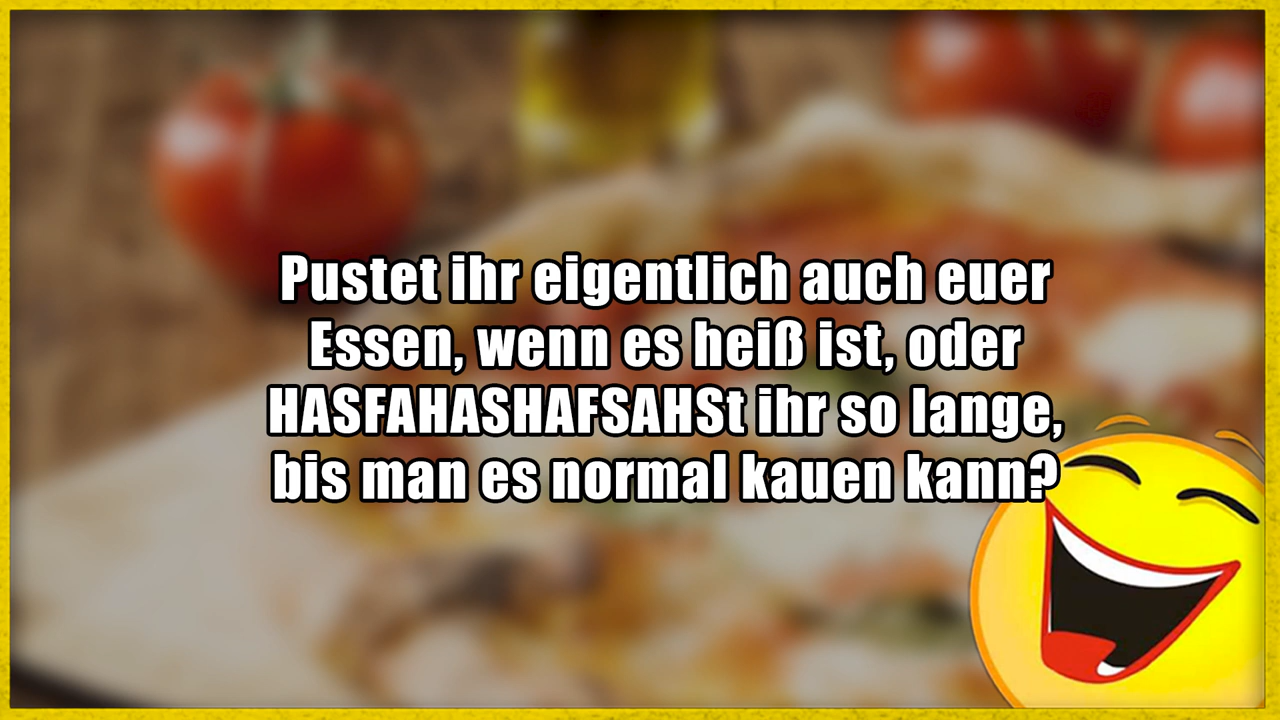 Pustet ihr eigentlich auch euer
Essen, wenn es heiß ist, oder
HASFAHASHAFSAHSt ihr so lange,
bis man es normal kauen kann?